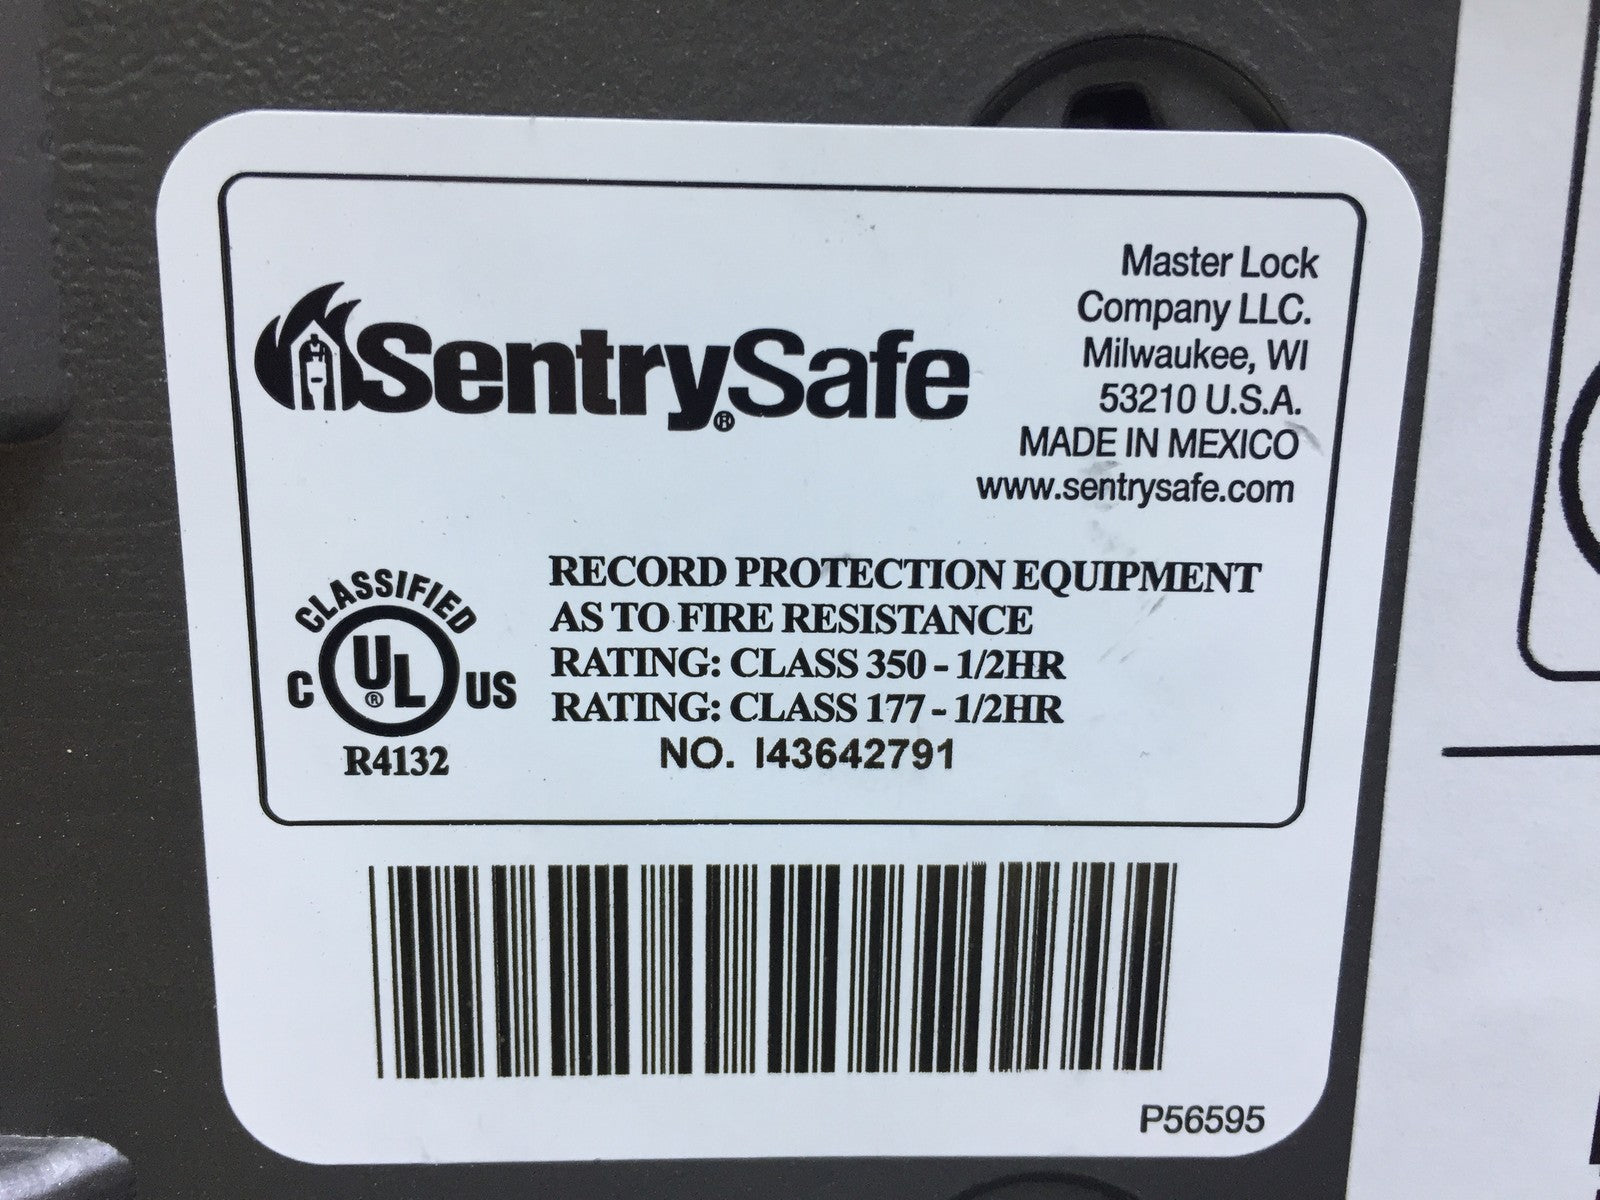 SentrySafe®
Master Lock
Company LLC.
Milwaukee, WI
53210 U.S.A.
MADE IN MEXICO
www.sentrysafe.com
CLASSIFIED
C UL® US
R4132
RECORD PROTECTION EQUIPMENT
AS TO FIRE RESISTANCE
RATING: CLASS 350 - 1/2HR
RATING: CLASS 177 - 1/2HR
NO. I43642791
P56595